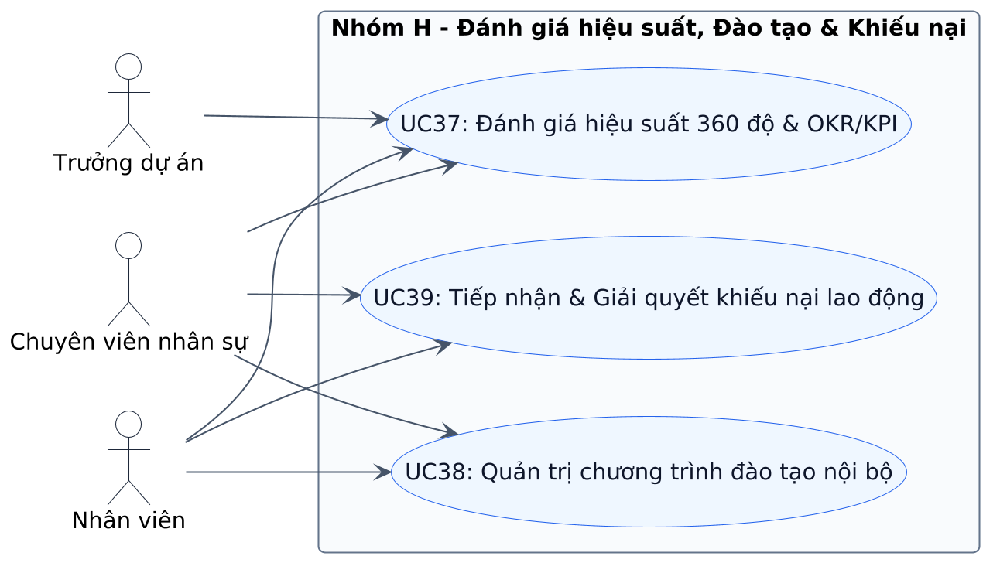 Nhóm H - Đánh giá hiệu suất, Đào tạo & Khiếu nại
UC37: Đánh giá hiệu suất 360 độ & OKR/KPI
Trưởng dự án
UC39: Tiếp nhận & Giải quyết khiếu nại lao động
Chuyên viên nhân sự
UC38: Quản trị chương trình đào tạo nội bộ
Nhân viên